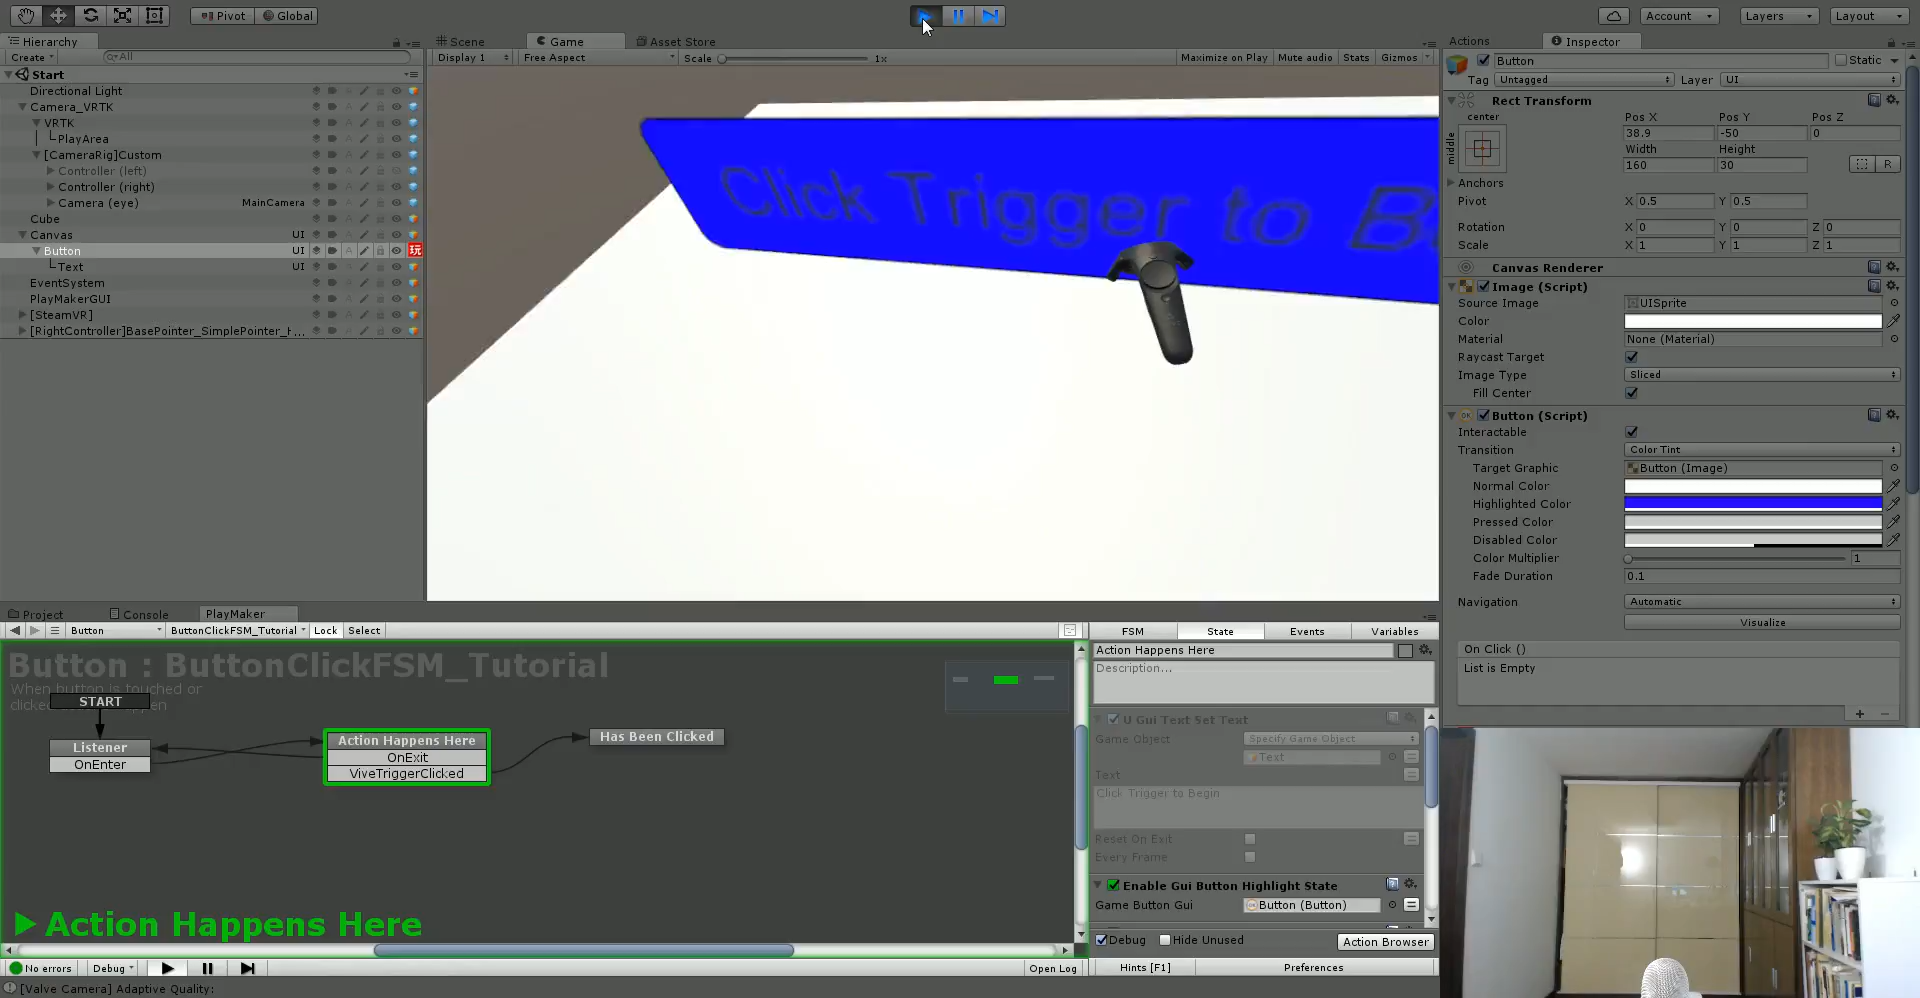 Pivot Global
Account Layers Layout
Hierarchy
Create All
Start
Directional Light
Camera_VRTK
VRTK
PlayArea
[CameraRig]Custom
Controller (left)
Controller (right)
Camera (eye) MainCamera
Cube
Canvas UI
Button UI 玩
Text UI
EventSystem
PlayMakerGUI
[SteamVR]
[RightController]BasePointer_SimplePointer_H...
Scene Game Asset Store
Display 1 Free Aspect Scale 1x Maximize on Play Mute audio Stats Gizmos
Click Trigger to B
Actions Inspector
Button Static
Tag Untagged Layer UI
Rect Transform
center Pos X Pos Y Pos Z
middle 38.9 -50 0
Width Height
160 30 R
Anchors
Pivot X 0.5 Y 0.5
Rotation X 0 Y 0 Z 0
Scale X 1 Y 1 Z 1
Canvas Renderer
Image (Script)
Source Image UISprite
Color
Material None (Material)
Raycast Target
Image Type Sliced
Fill Center
Button (Script)
Interactable
Transition Color Tint
Target Graphic Button (Image)
Normal Color
Highlighted Color
Pressed Color
Disabled Color
Color Multiplier 1
Fade Duration 0.1
Navigation Automatic
Visualize
On Click ()
List is Empty
Project Console PlayMaker
Button ButtonClickFSM_Tutorial Lock Select
Button : ButtonClickFSM_Tutorial
When button is touched or
START
Listener
OnEnter
Action Happens Here
OnExit
ViveTriggerClicked
Has Been Clicked
Action Happens Here
No errors Debug Open Log
[Valve Camera] Adaptive Quality:
FSM State Events Variables
Action Happens Here
Description...
U Gui Text Set Text
Game Object Specify Game Object
Text
Text
Click Trigger to Begin
Reset On Exit
Every Frame
Enable Gui Button Highlight State
Game Button Gui Button (Button)
Debug Hide Unused Action Browser
Hints [F1] Preferences